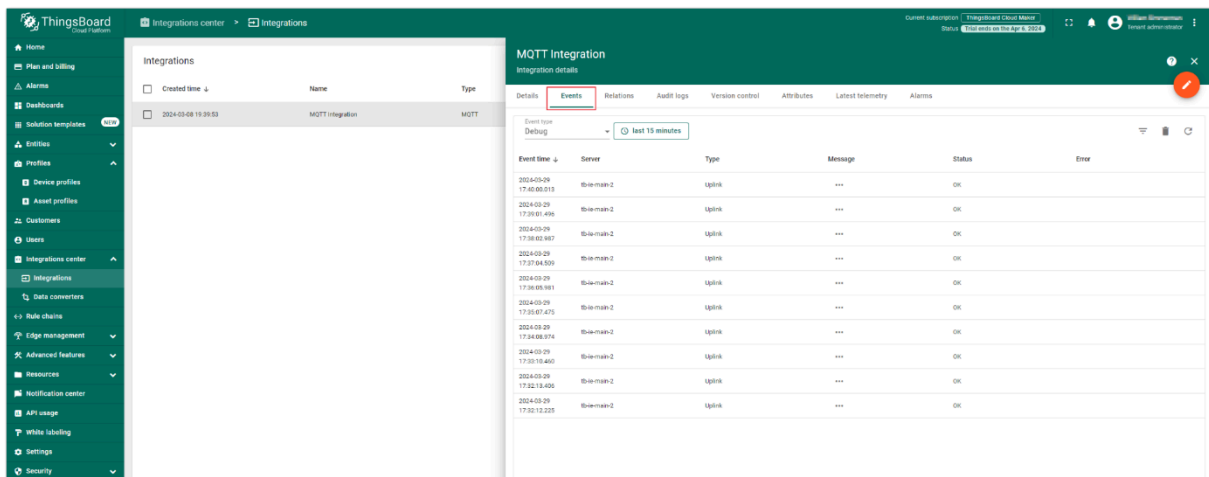 ThingsBoard
Cloud Platform
Integrations center > Integrations
Current subscription ThingsBoard Cloud Maker
Status Trial ends on the Apr 6, 2024
Tenant administrator
Home
Plan and billing
Alarms
Dashboards
Solution templates NEW
Entities
Profiles
Device profiles
Asset profiles
Customers
Users
Integrations center
Integrations
Data converters
Rule chains
Edge management
Advanced features
Resources
Notification center
API usage
White labeling
Settings
Security
Integrations
Created time ↓ Name Type
2024-03-08 19:39:53 MQTT Integration MQTT
MQTT Integration
Integration details
Details Events Relations Audit logs Version control Attributes Latest telemetry Alarms
Event type
Debug last 15 minutes
Event time ↓ Server Type Message Status Error
2024-03-29
17:40:00.013 tb-ie-main-2 Uplink ... OK
2024-03-29
17:39:01.496 tb-ie-main-2 Uplink ... OK
2024-03-29
17:38:02.987 tb-ie-main-2 Uplink ... OK
2024-03-29
17:37:04.509 tb-ie-main-2 Uplink ... OK
2024-03-29
17:36:05.981 tb-ie-main-2 Uplink ... OK
2024-03-29
17:35:07.475 tb-ie-main-2 Uplink ... OK
2024-03-29
17:34:08.974 tb-ie-main-2 Uplink ... OK
2024-03-29
17:33:10.460 tb-ie-main-2 Uplink ... OK
2024-03-29
17:32:13.406 tb-ie-main-2 Uplink ... OK
2024-03-29
17:32:12.225 tb-ie-main-2 Uplink ... OK